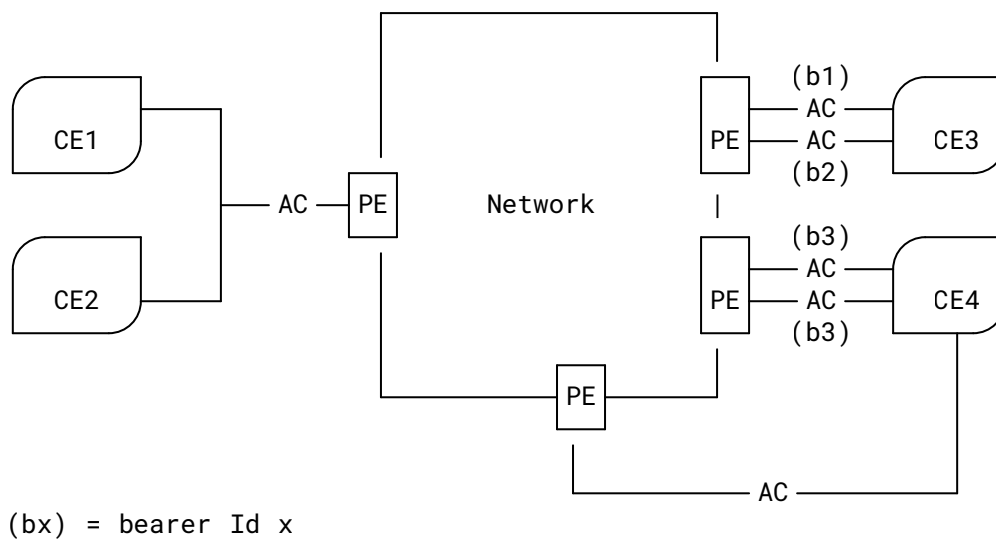 (b1)
AC
CE1 PE AC CE3
(b2)
AC PE Network
(b3)
AC
CE2 PE AC CE4
(b3)
PE
AC
(bx) = bearer Id x